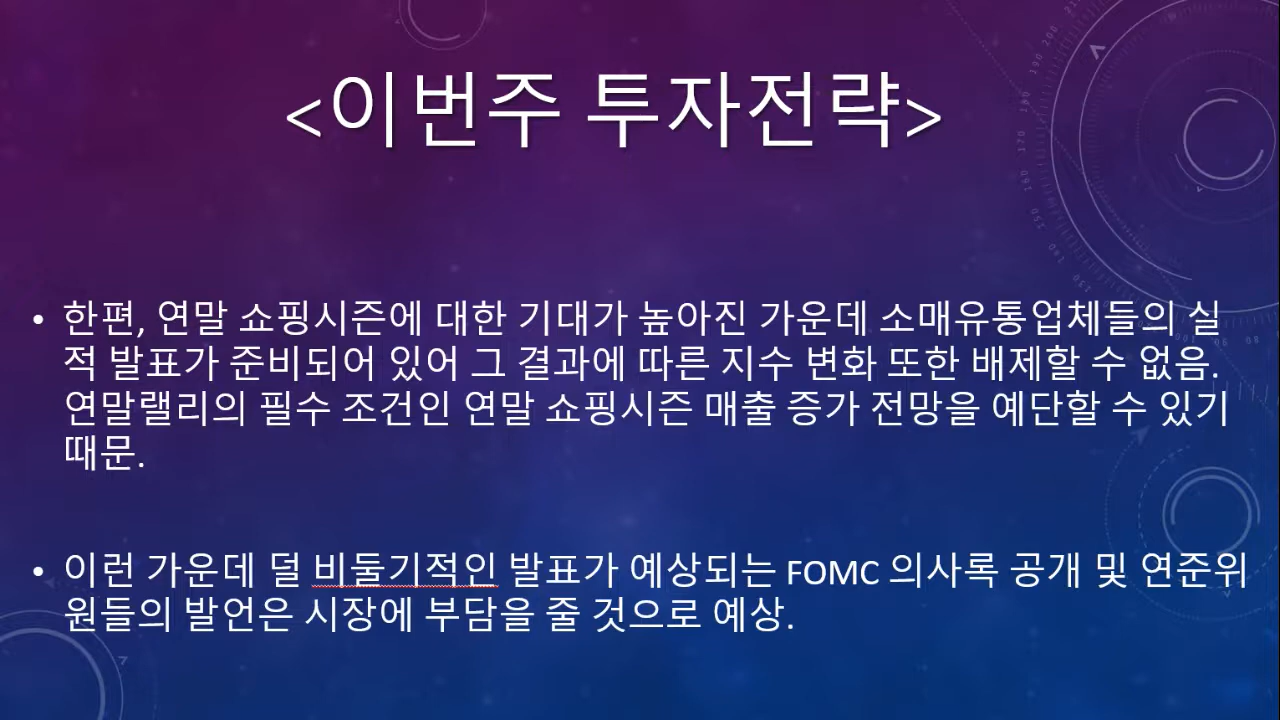 <이번주 투자전략>
• 한편, 연말 쇼핑시즌에 대한 기대가 높아진 가운데 소매유통업체들의 실
적 발표가 준비되어 있어 그 결과에 따른 지수 변화 또한 배제할 수 없음.
연말랠리의 필수 조건인 연말 쇼핑시즌 매출 증가 전망을 예단할 수 있기
때문.
• 이런 가운데 덜 비둘기적인 발표가 예상되는 FOMC 의사록 공개 및 연준위
원들의 발언은 시장에 부담을 줄 것으로 예상.